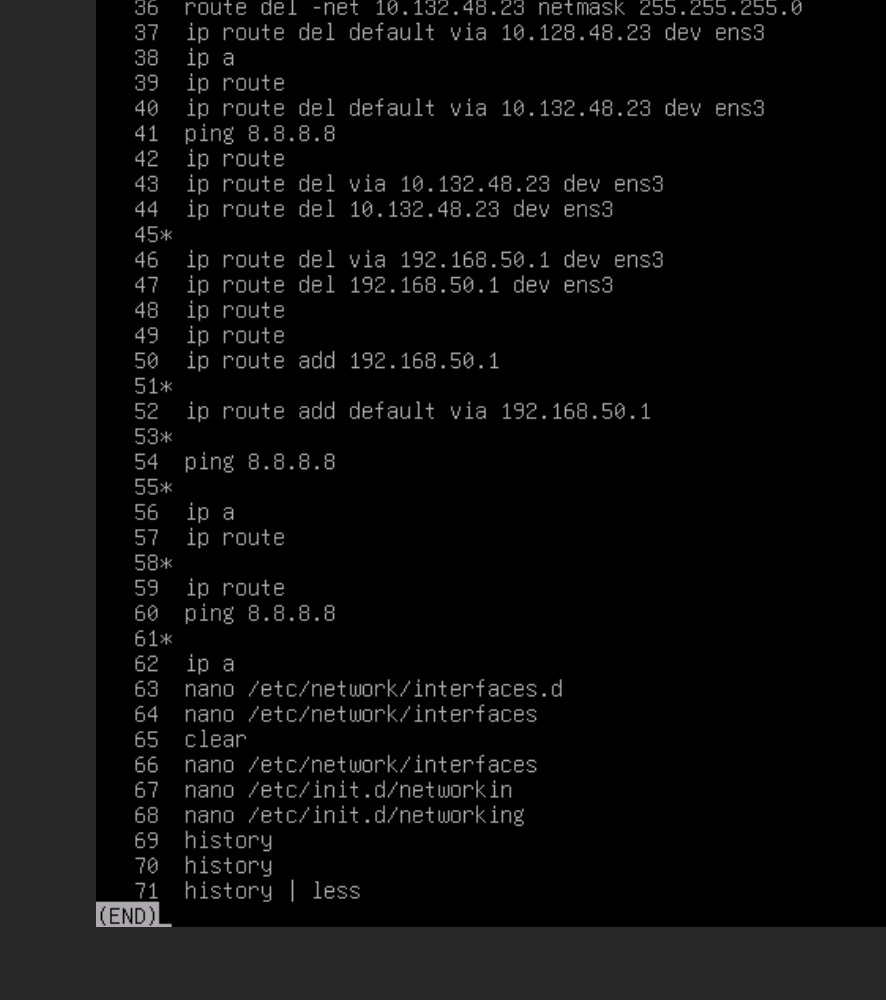 36  route del -net 10.132.48.23 netmask 255.255.255.0
37  ip route del default via 10.128.48.23 dev ens3
38  ip a
39  ip route
40  ip route del default via 10.132.48.23 dev ens3
41  ping 8.8.8.8
42  ip route
43  ip route del via 10.132.48.23 dev ens3
44  ip route del 10.132.48.23 dev ens3
45*
46  ip route del via 192.168.50.1 dev ens3
47  ip route del 192.168.50.1 dev ens3
48  ip route
49  ip route
50  ip route add 192.168.50.1
51*
52  ip route add default via 192.168.50.1
53*
54  ping 8.8.8.8
55*
56  ip a
57  ip route
58*
59  ip route
60  ping 8.8.8.8
61*
62  ip a
63  nano /etc/network/interfaces.d
64  nano /etc/network/interfaces
65  clear
66  nano /etc/network/interfaces
67  nano /etc/init.d/networkin
68  nano /etc/init.d/networking
69  history
70  history
71  history | less
(END)